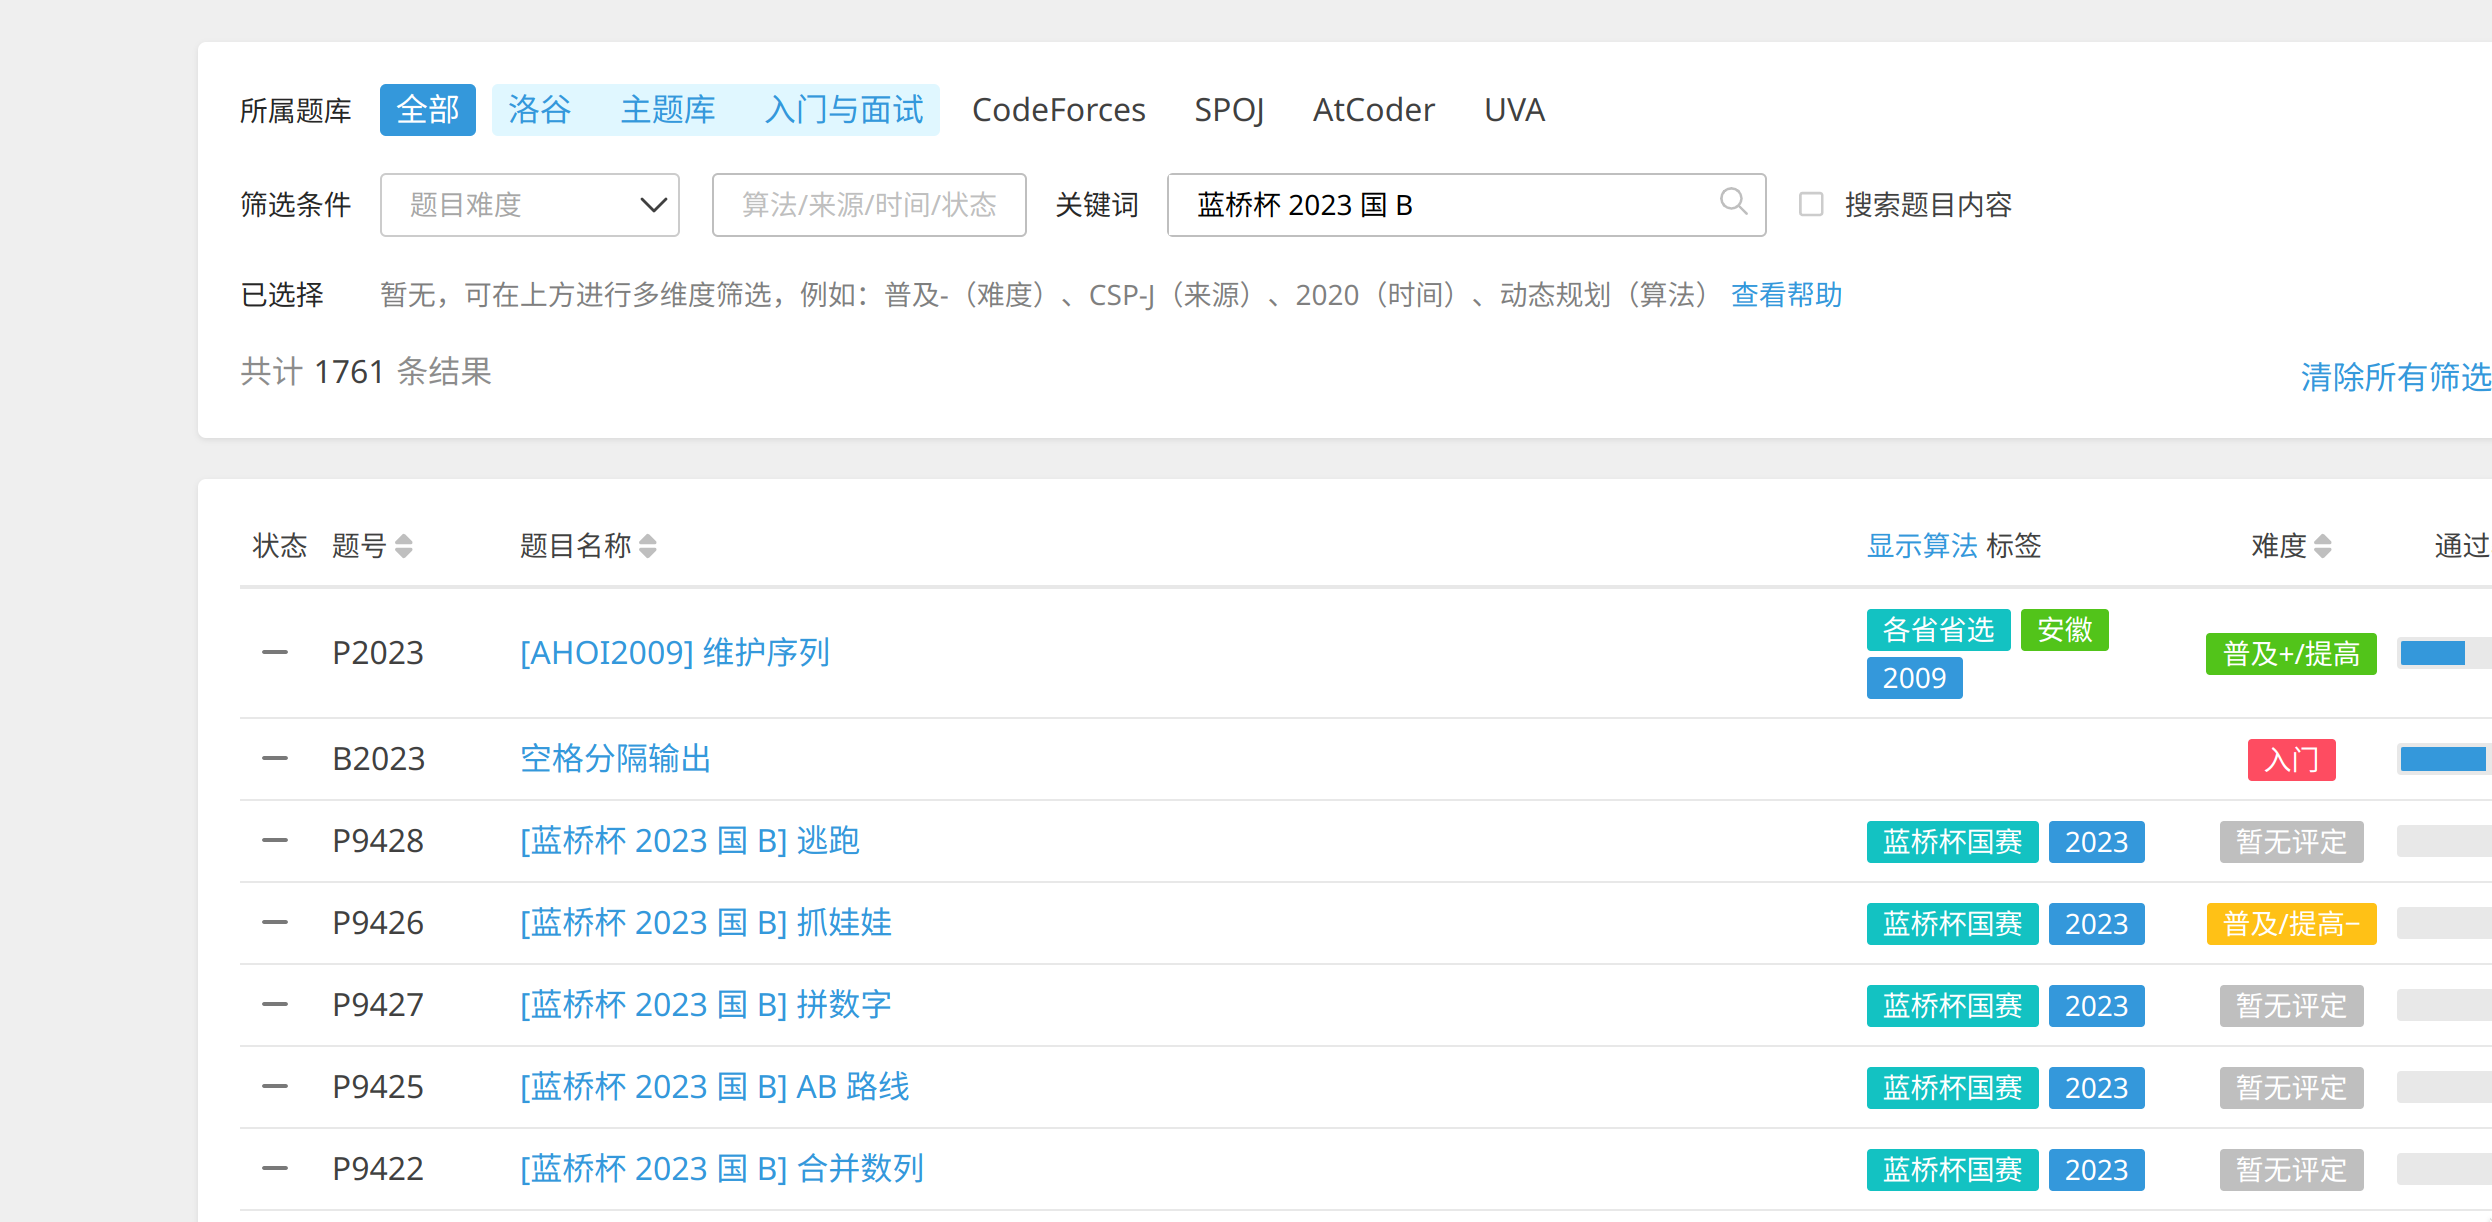 所属题库 全部 洛谷 主题库 入门与面试 CodeForces SPOJ AtCoder UVA
筛选条件 题目难度 算法/来源/时间/状态 关键词 蓝桥杯 2023 国 B 搜索题目内容
已选择 暂无，可在上方进行多维度筛选，例如：普及-（难度）、CSP-J（来源）、2020（时间）、动态规划（算法） 查看帮助
共计 1761 条结果 清除所有筛选
状态 题号 题目名称 显示算法 标签 难度 通过
P2023 [AHOI2009] 维护序列 各省省选 安徽 2009 普及+/提高
B2023 空格分隔输出 入门
P9428 [蓝桥杯 2023 国 B] 逃跑 蓝桥杯国赛 2023 暂无评定
P9426 [蓝桥杯 2023 国 B] 抓娃娃 蓝桥杯国赛 2023 普及/提高−
P9427 [蓝桥杯 2023 国 B] 拼数字 蓝桥杯国赛 2023 暂无评定
P9425 [蓝桥杯 2023 国 B] AB 路线 蓝桥杯国赛 2023 暂无评定
P9422 [蓝桥杯 2023 国 B] 合并数列 蓝桥杯国赛 2023 暂无评定